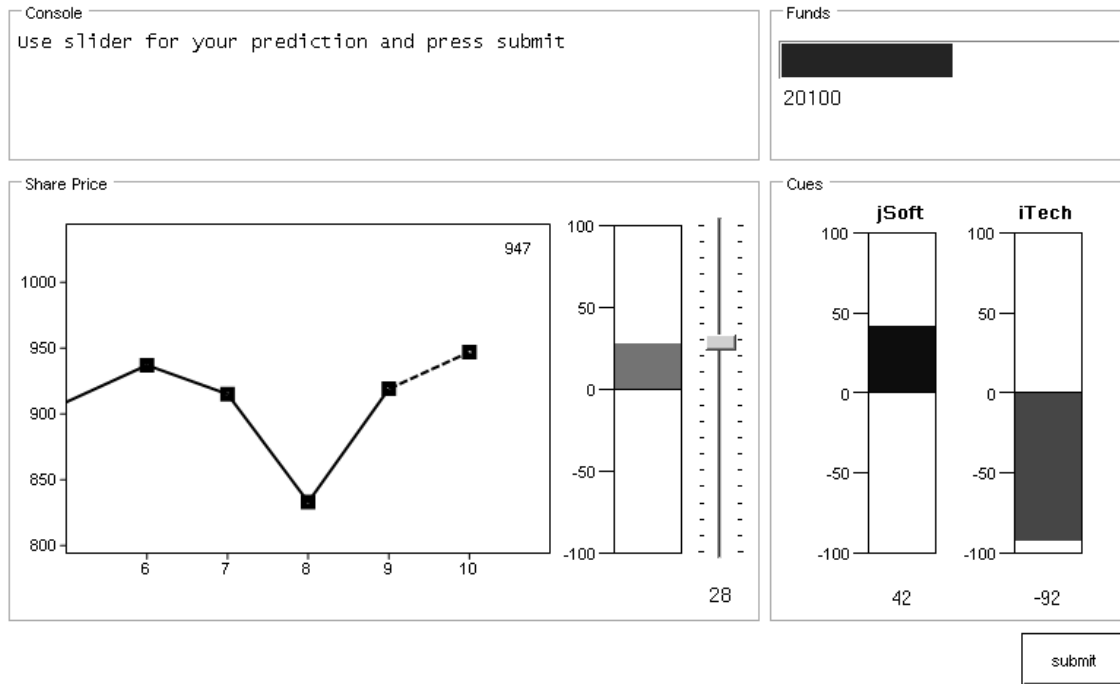 Console
Use slider for your prediction and press submit
Funds
20100
Share Price
947
1000
950
900
850
800
6 7 8 9 10
100
50
0
-50
-100
28
Cues
jSoft
100
50
0
-50
-100
42
iTech
100
50
0
-50
-100
-92
submit